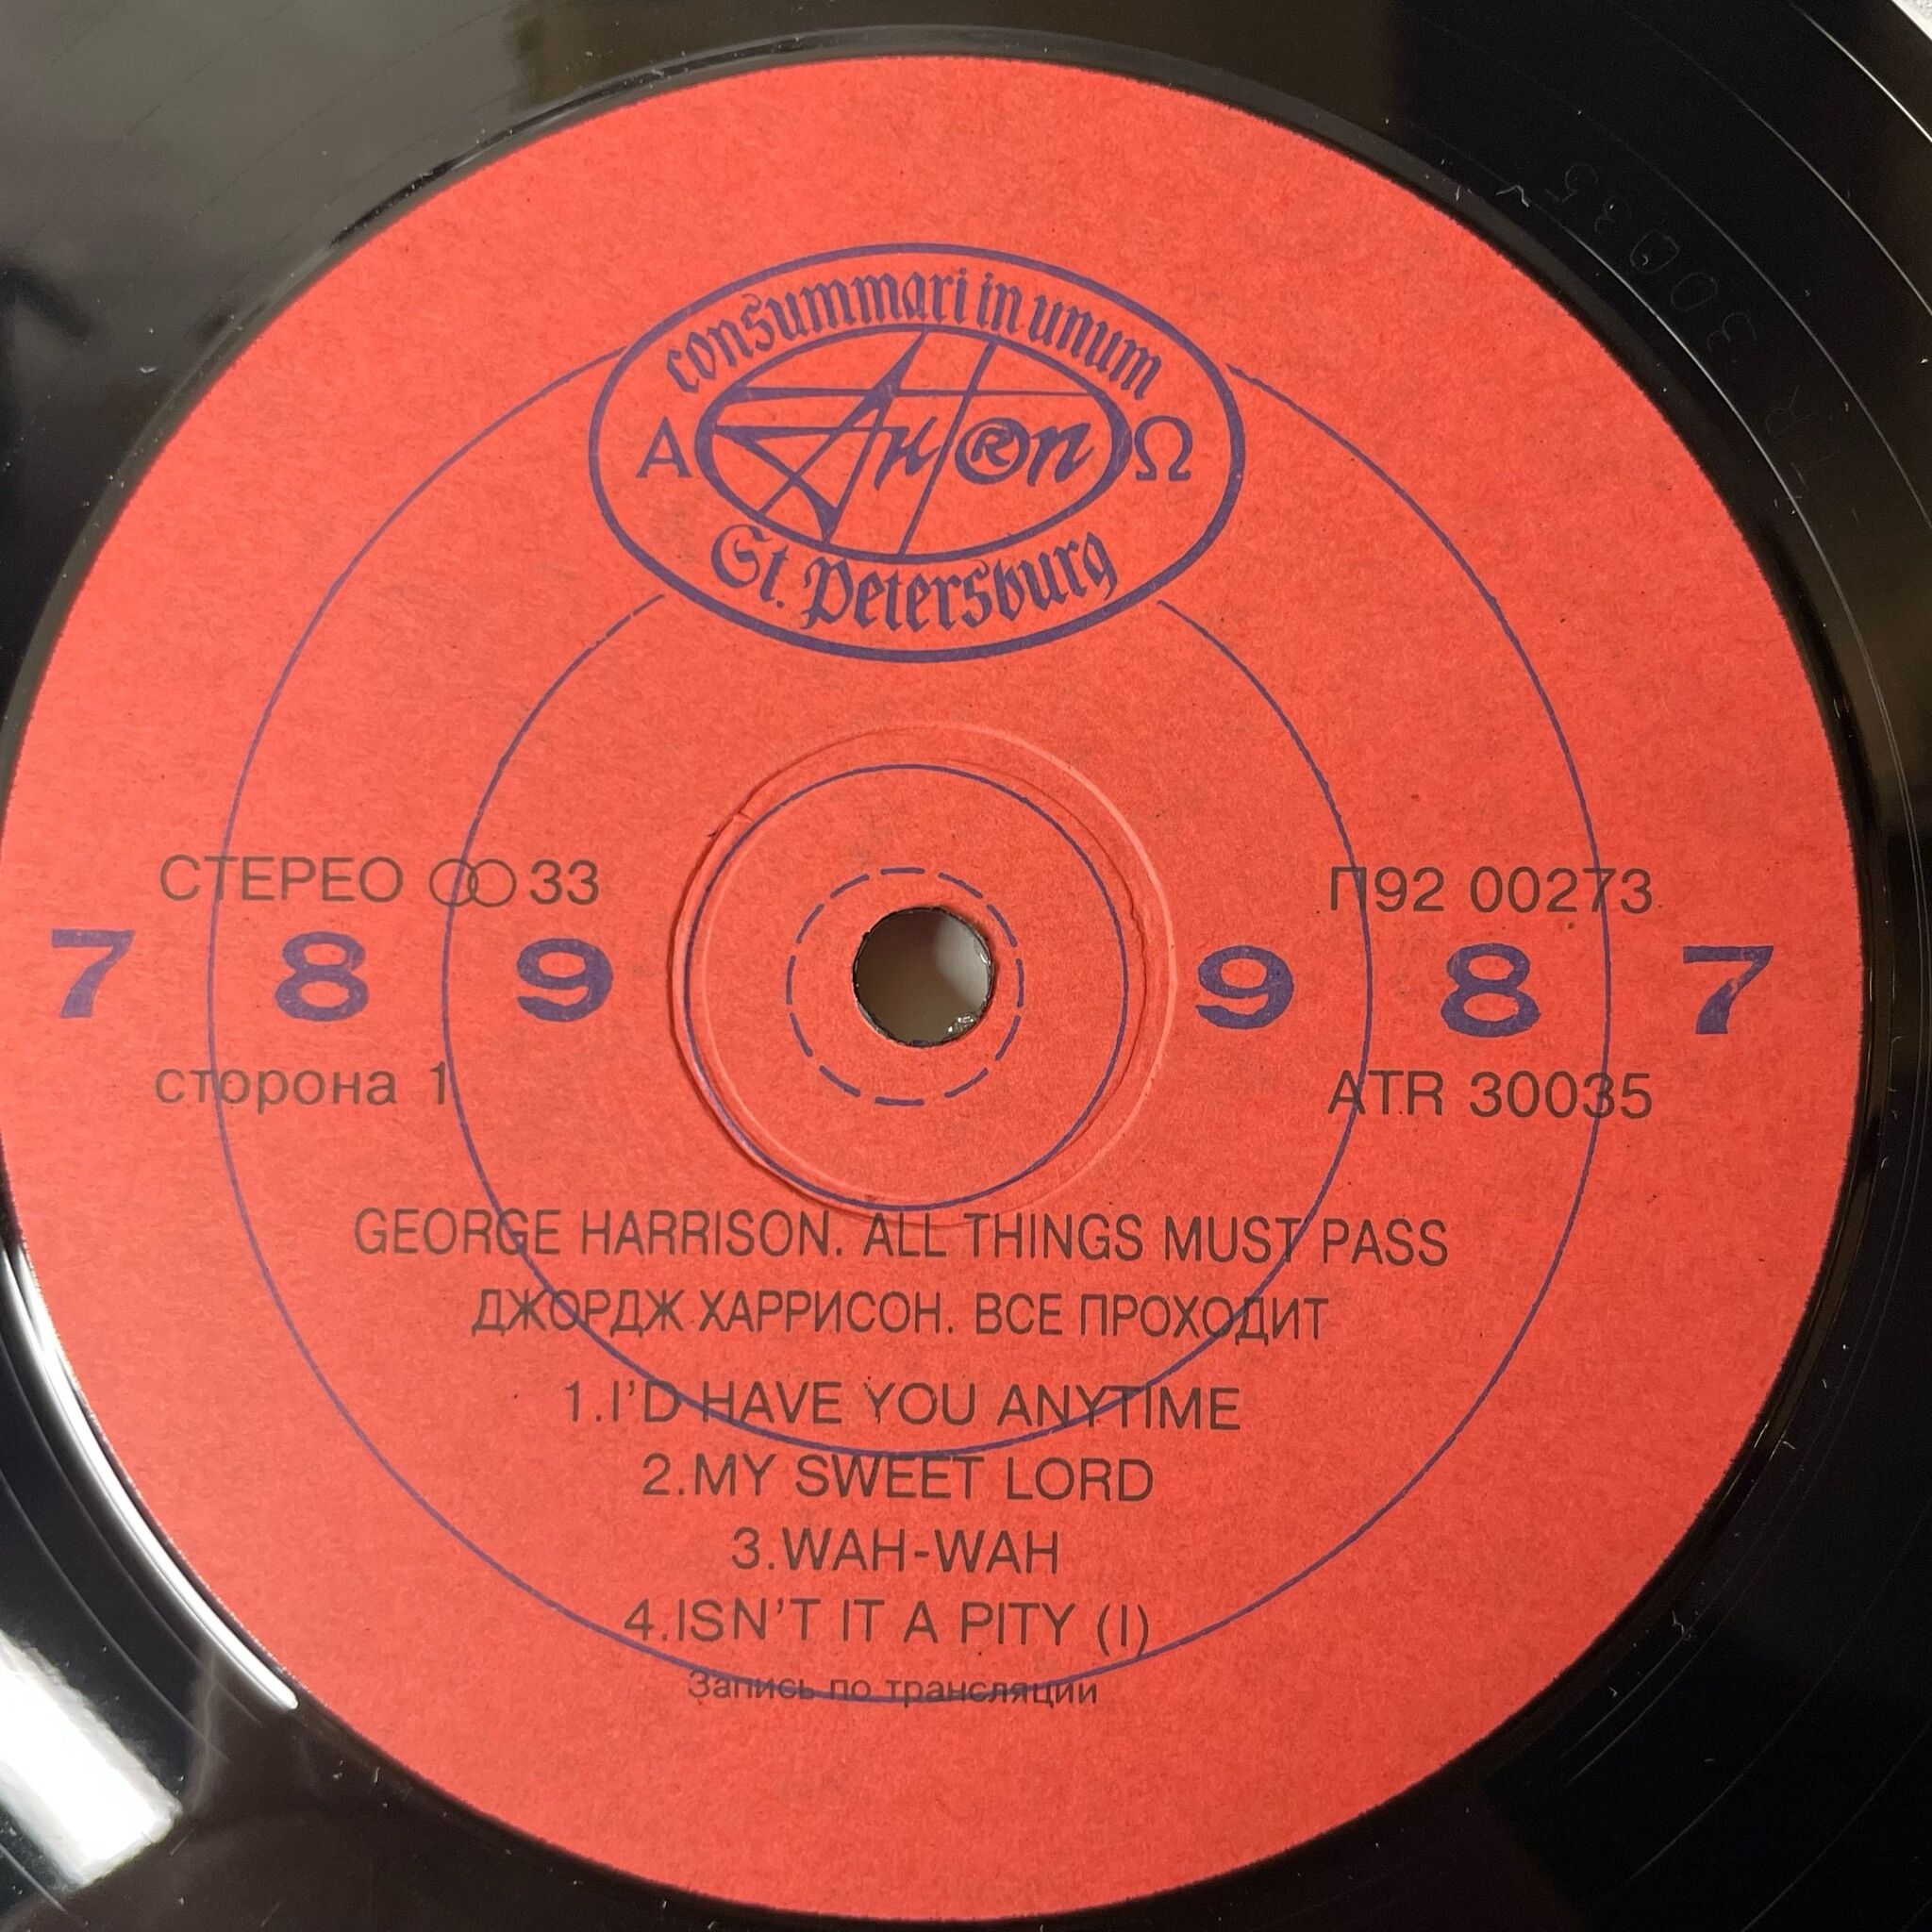 consummari in unum
Α AnTRop Ω
St. Petersburg
СТЕРЕО 33
П92 00273
7 8 9 9 8 7
сторона 1
ATR 30035
GEORGE HARRISON. ALL THINGS MUST PASS
ДЖОРДЖ ХАРРИСОН. ВСЕ ПРОХОДИТ
1.I'D HAVE YOU ANYTIME
2.MY SWEET LORD
3.WAH-WAH
4.ISN'T IT A PITY (I)
Запись по трансляции
30035